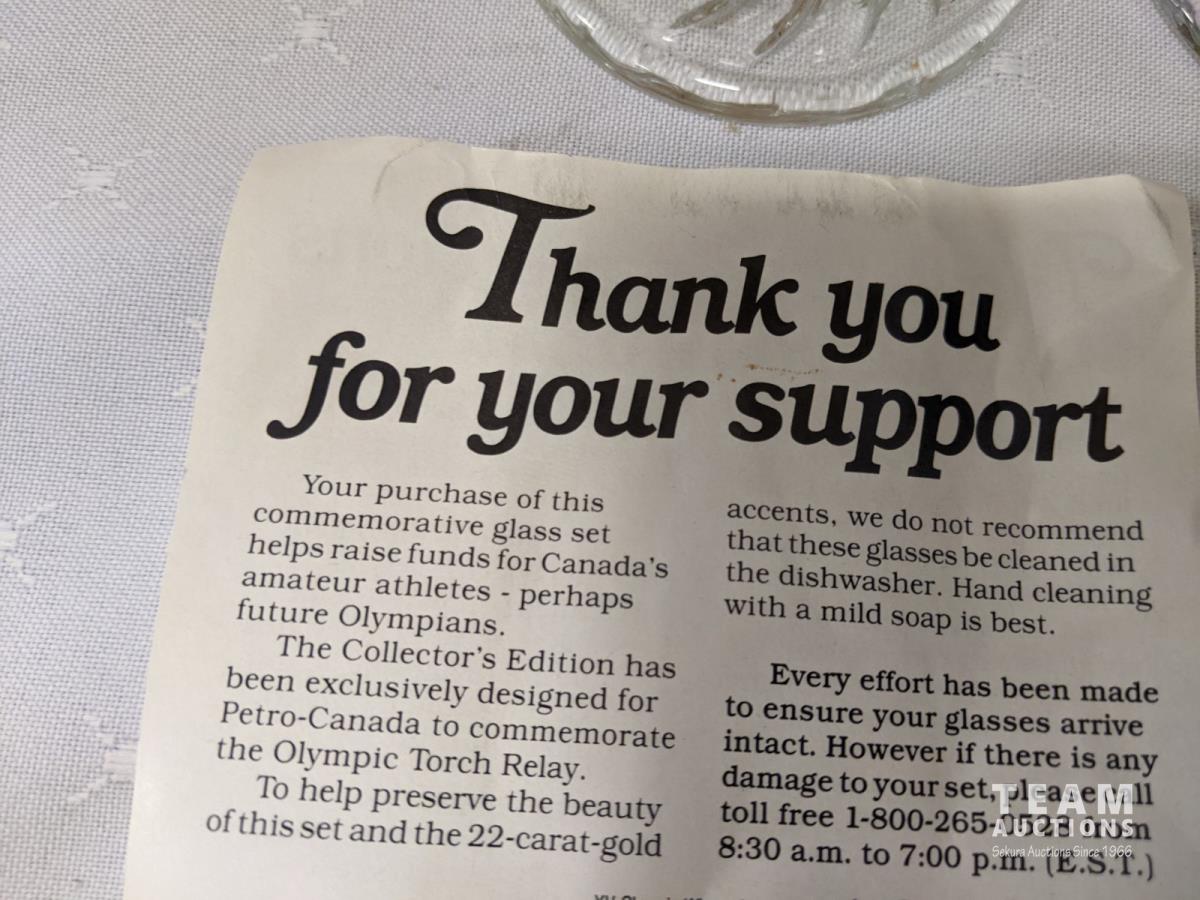 Thank you
for your support
Your purchase of this
commemorative glass set
helps raise funds for Canada's
amateur athletes - perhaps
future Olympians.
The Collector's Edition has
been exclusively designed for
Petro-Canada to commemorate
the Olympic Torch Relay.
To help preserve the beauty
of this set and the 22-carat-gold
accents, we do not recommend
that these glasses be cleaned in
the dishwasher. Hand cleaning
with a mild soap is best.
Every effort has been made
to ensure your glasses arrive
intact. However if there is any
damage to your set, please call
toll free 1-800-265-
8:30 a.m. to 7:00 p.m. (E.S.T.)
TEAM
AUCTIONS
Sekura Auctions Since 1966